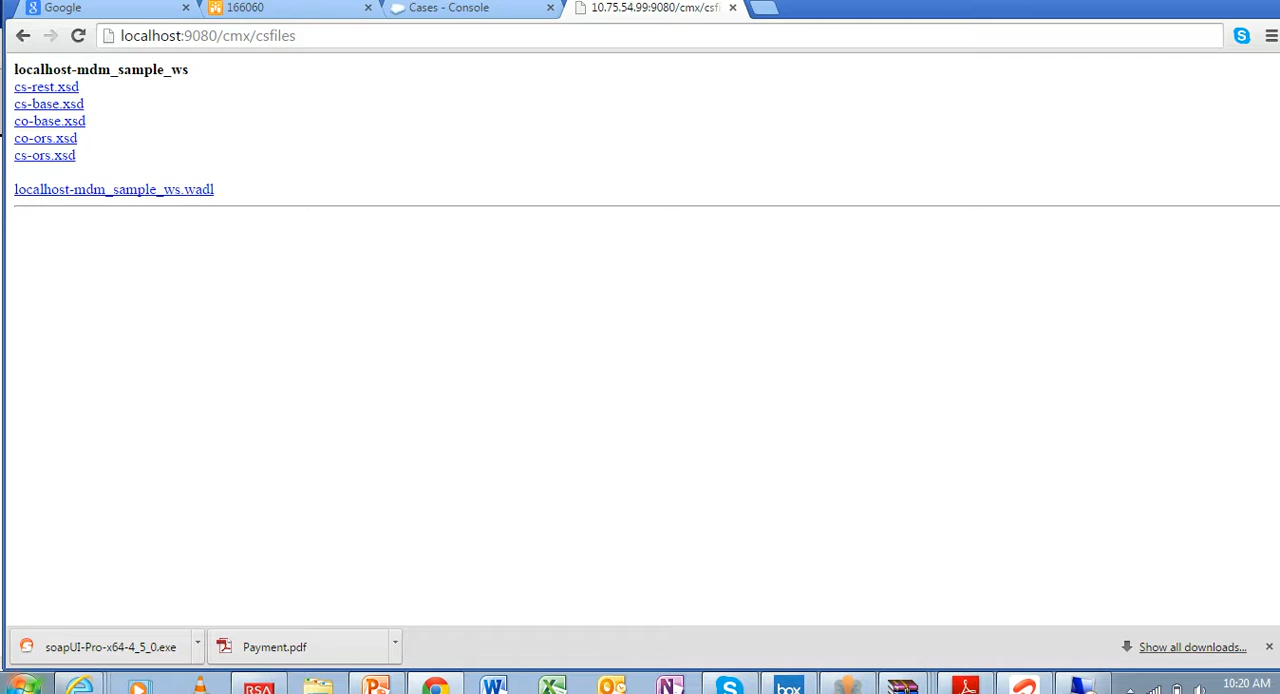 Google
166060
Cases - Console
10.75.54.99:9080/cmx/csfi
localhost:9080/cmx/csfiles
localhost-mdm_sample_ws
cs-rest.xsd
cs-base.xsd
co-base.xsd
co-ors.xsd
cs-ors.xsd
localhost-mdm_sample_ws.wadl
soapUI-Pro-x64-4_5_0.exe
Payment.pdf
Show all downloads...
RSA
box
10:20 AM